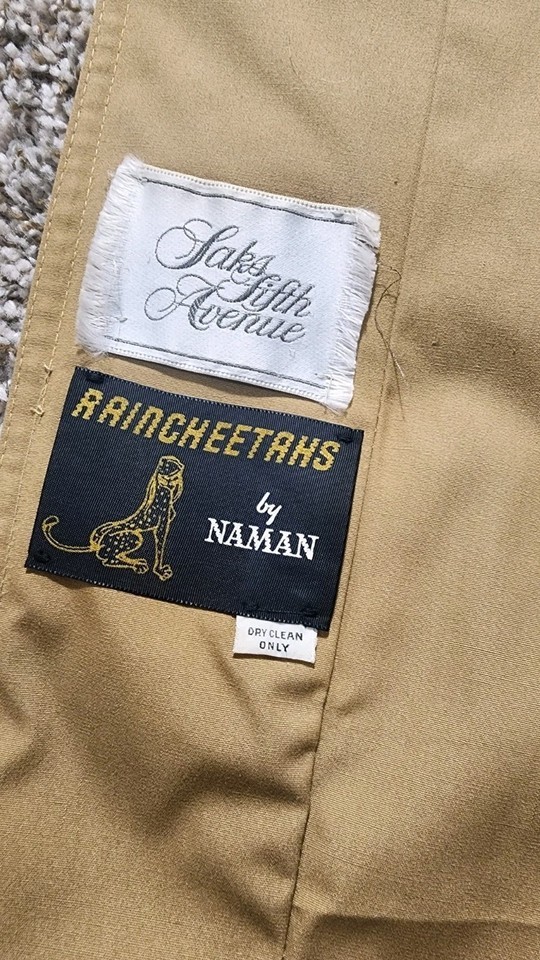 Saks
Fifth
Avenue
RAINCHEETAHS
by
NAMAN
DRY CLEAN
ONLY